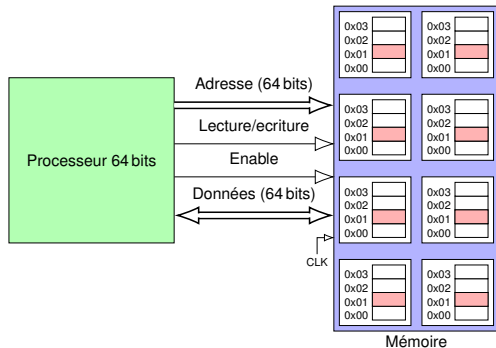 Processeur 64 bits
Adresse (64 bits)
Lecture/ecriture
Enable
Données (64 bits)
CLK
0x03
0x02
0x01
0x00
0x03
0x02
0x01
0x00
0x03
0x02
0x01
0x00
0x03
0x02
0x01
0x00
0x03
0x02
0x01
0x00
0x03
0x02
0x01
0x00
0x03
0x02
0x01
0x00
0x03
0x02
0x01
0x00
Mémoire